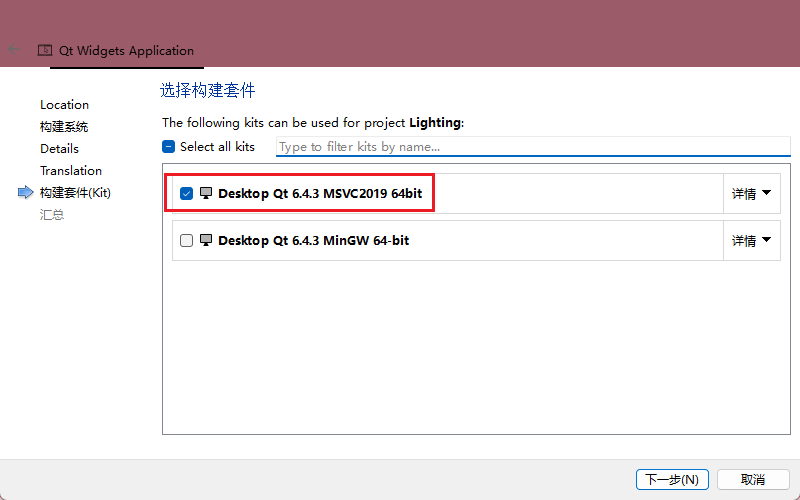 Qt Widgets Application
选择构建套件
Location
构建系统
Details
Translation
构建套件(Kit)
汇总
The following kits can be used for project Lighting:
Select all kits
Type to filter kits by name...
Desktop Qt 6.4.3 MSVC2019 64bit
详情
Desktop Qt 6.4.3 MinGW 64-bit
详情
下一步(N)
取消